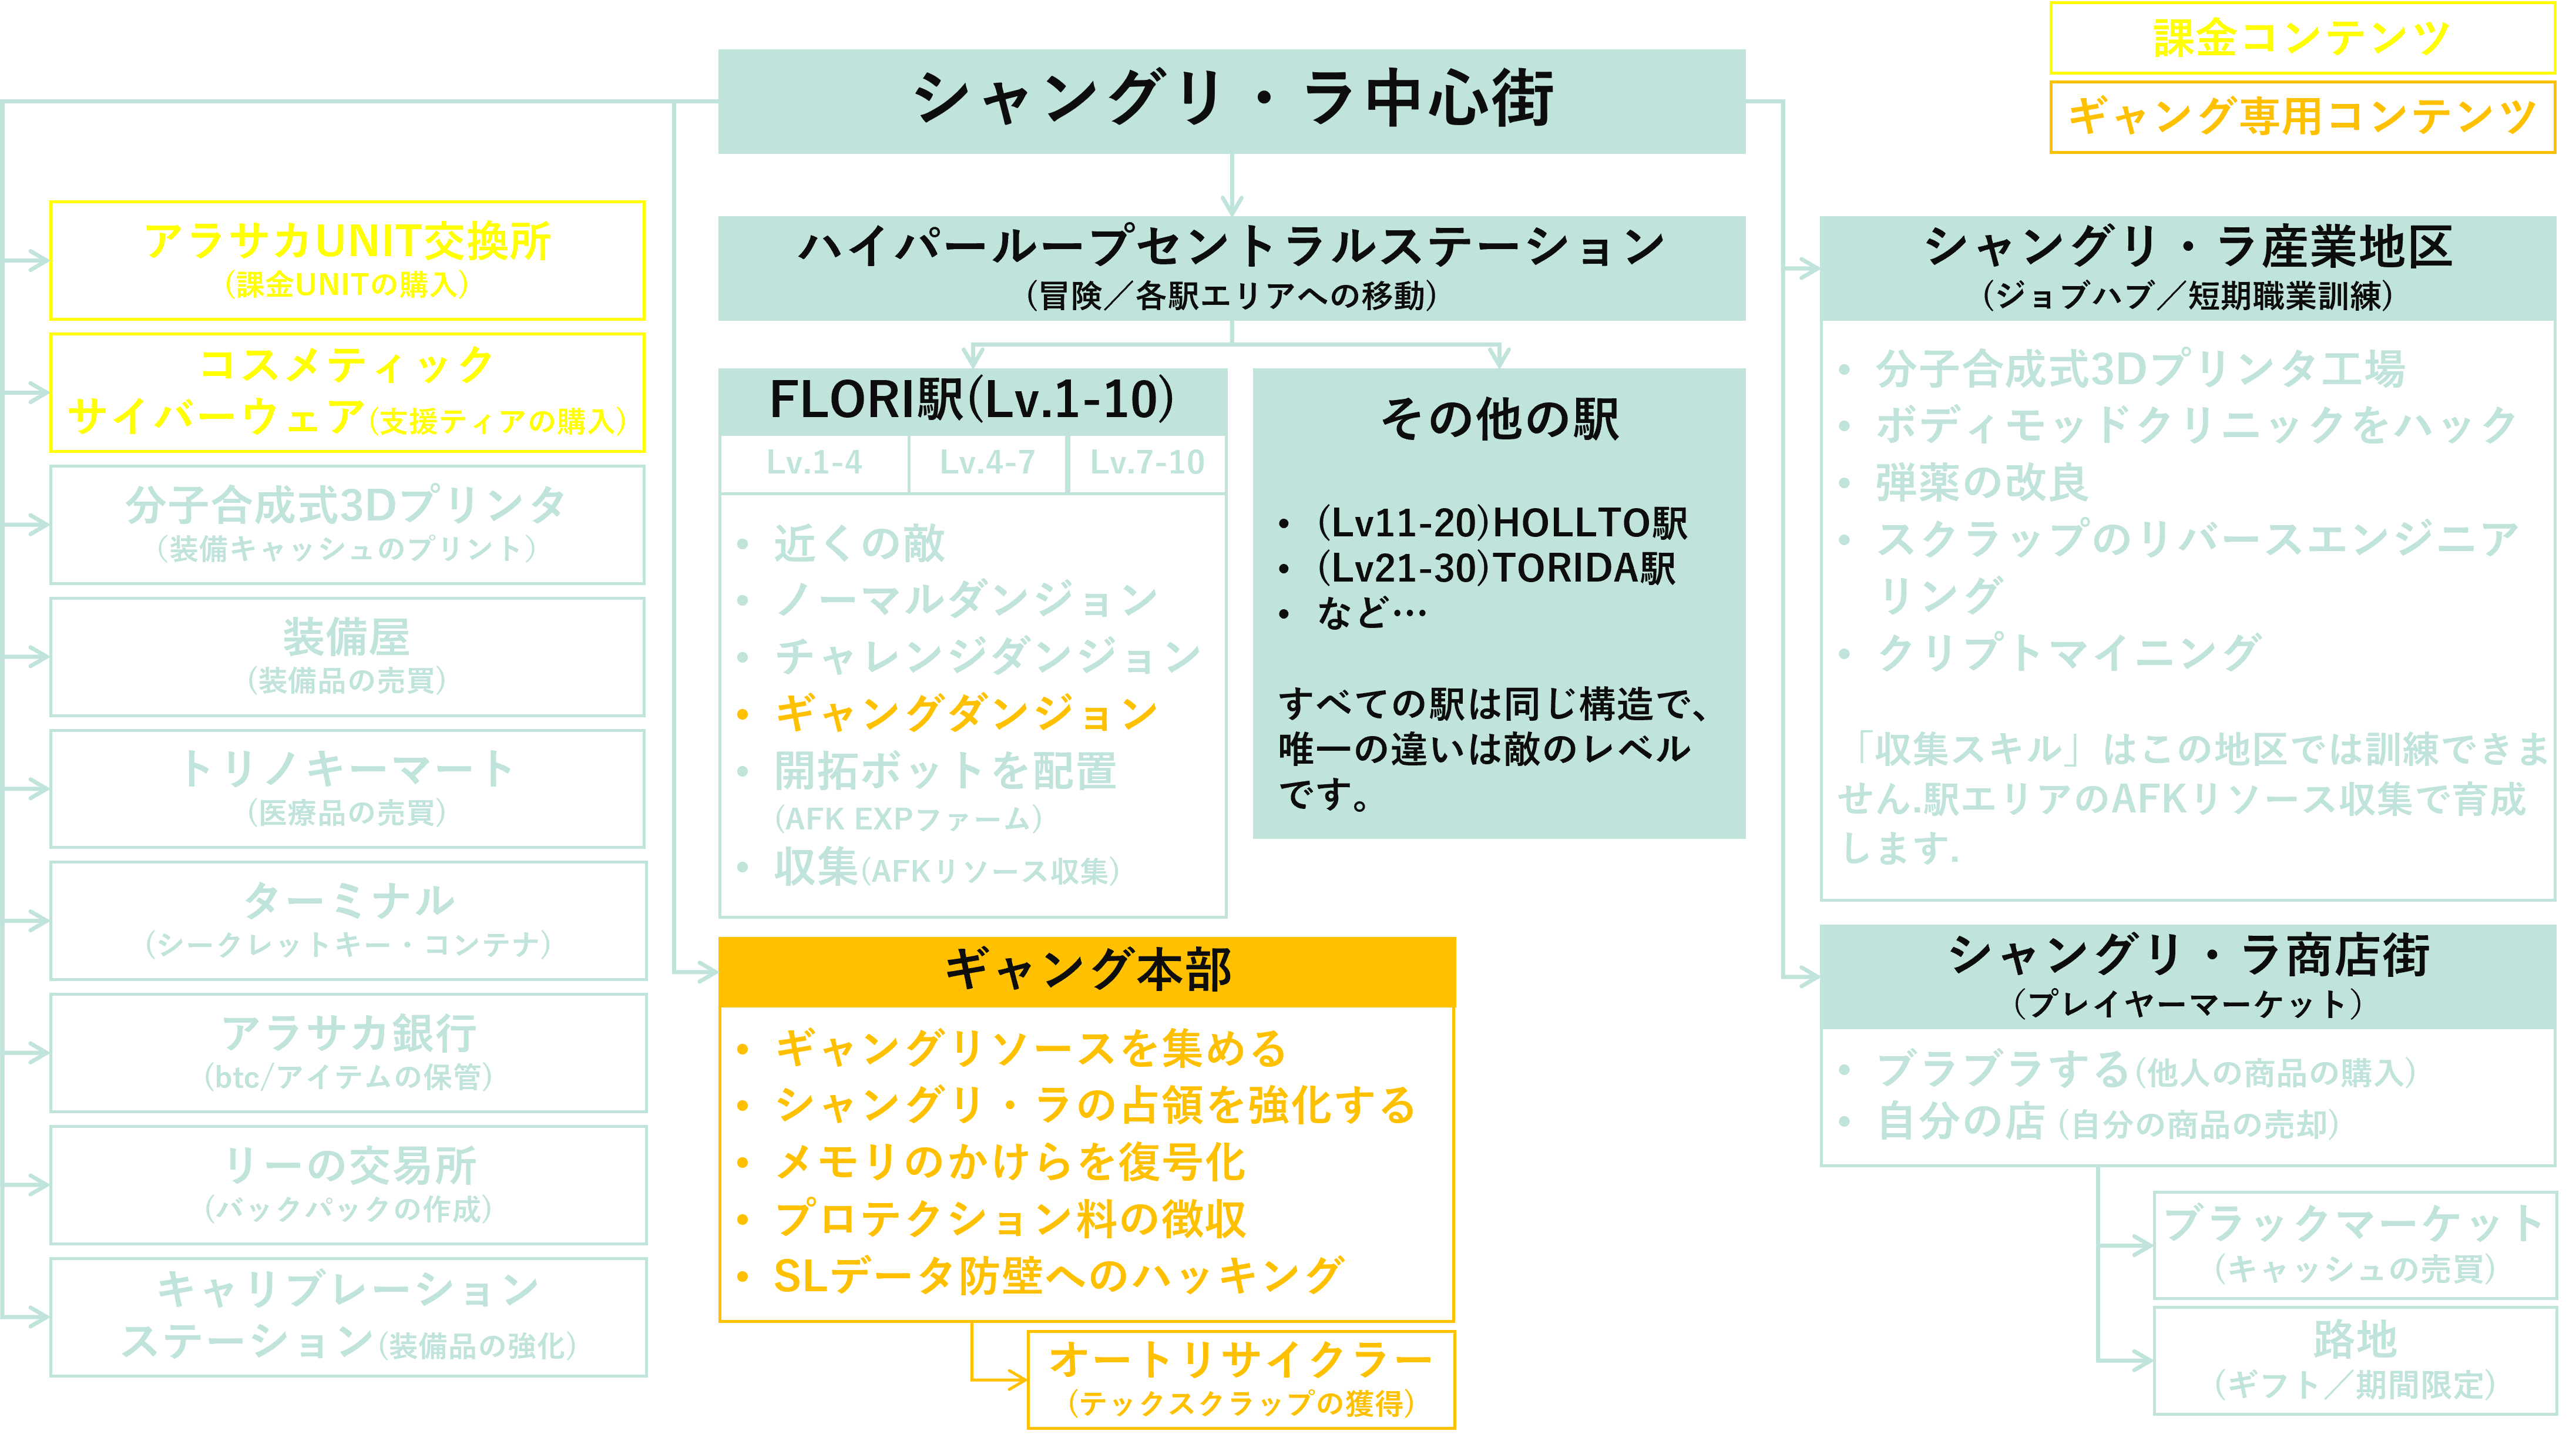 課金コンテンツ
ギャング専用コンテンツ
シャングリ・ラ中心街
アラサカUNIT交換所
(課金UNITの購入)
コスメティック
サイバーウェア(支援ティアの購入)
分子合成式3Dプリンタ
(装備キャッシュのプリント)
装備屋
(装備品の売買)
トリノキーマート
(医療品の売買)
ターミナル
(シークレットキー・コンテナ)
アラサカ銀行
(btc/アイテムの保管)
リーの交易所
(バックパックの作成)
キャリブレーション
ステーション(装備品の強化)
ハイパーループセントラルステーション
(冒険／各駅エリアへの移動)
FLORI駅(Lv.1-10)
Lv.1-4
Lv.4-7
Lv.7-10
• 近くの敵
• ノーマルダンジョン
• チャレンジダンジョン
• ギャングダンジョン
• 開拓ボットを配置
(AFK EXPファーム)
• 収集(AFKリソース収集)
その他の駅
• (Lv11-20)HOLLTO駅
• (Lv21-30)TORIDA駅
• など…
すべての駅は同じ構造で、
唯一の違いは敵のレベル
です。
ギャング本部
• ギャングリソースを集める
• シャングリ・ラの占領を強化する
• メモリのかけらを復号化
• プロテクション料の徴収
• SLデータ防壁へのハッキング
オートリサイクラー
(テックスクラップの獲得)
シャングリ・ラ産業地区
(ジョブハブ／短期職業訓練)
• 分子合成式3Dプリンタ工場
• ボディモッドクリニックをハック
• 弾薬の改良
• スクラップのリバースエンジニア
リング
• クリプトマイニング
「収集スキル」はこの地区では訓練できま
せん.駅エリアのAFKリソース収集で育成
します.
シャングリ・ラ商店街
(プレイヤーマーケット)
• ブラブラする(他人の商品の購入)
• 自分の店(自分の商品の売却)
ブラックマーケット
(キャッシュの売買)
路地
(ギフト／期間限定)